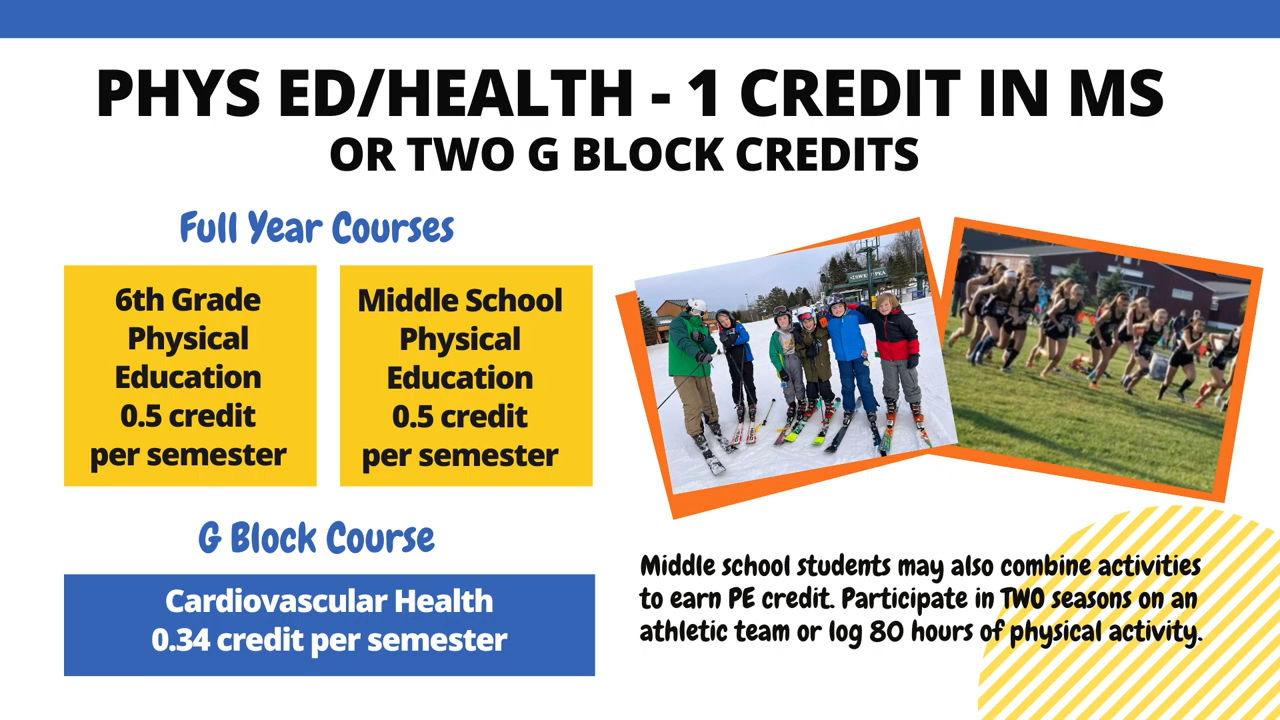 PHYS ED/HEALTH - 1 CREDIT IN MS
OR TWO G BLOCK CREDITS
Full Year Courses
6th Grade
Physical
Education
0.5 credit
per semester
Middle School
Physical
Education
0.5 credit
per semester
G Block Course
Cardiovascular Health
0.34 credit per semester
Middle school students may also combine activities
to earn PE credit. Participate in TWO seasons on an
athletic team or log 80 hours of physical activity.